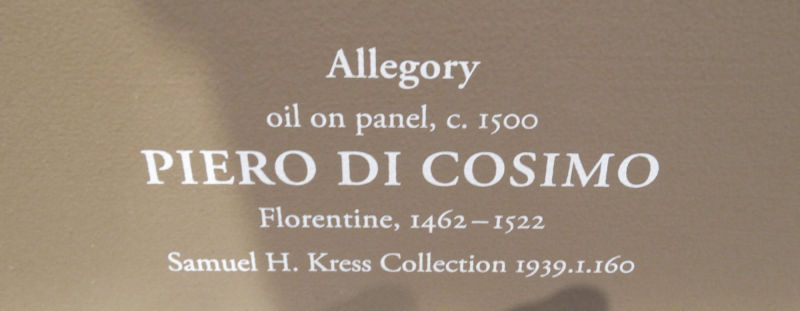 Allegory
oil on panel, c. 1500
PIERO DI COSIMO
Florentine, 1462–1522
Samuel H. Kress Collection 1939.1.160